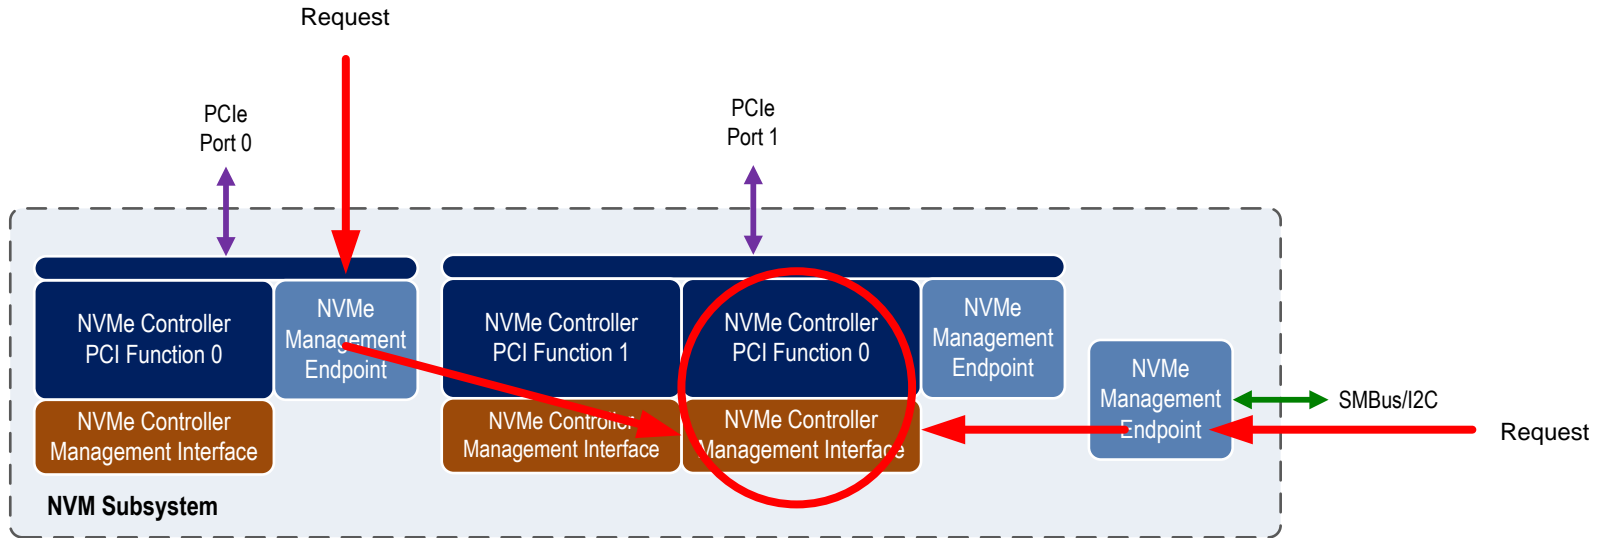 Request
PCIe
Port 0
PCIe
Port 1
NVMe Controller
PCI Function 0
NVMe
Management
Endpoint
NVMe Controller
PCI Function 1
NVMe Controller
PCI Function 0
NVMe
Management
Endpoint
NVMe
Management
Endpoint
SMBus/I2C
Request
NVMe Controller
Management Interface
NVMe Controller
Management Interface
NVMe Controller
Management Interface
NVM Subsystem